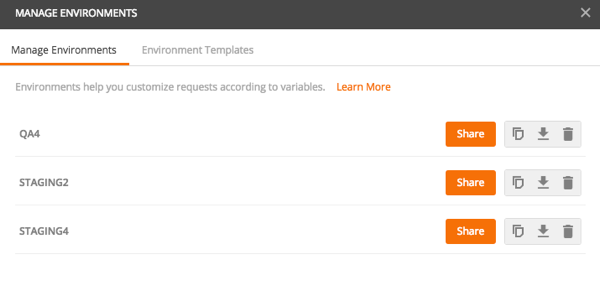 MANAGE ENVIRONMENTS
Manage Environments Environment Templates
Environments help you customize requests according to variables. Learn More
QA4 Share
STAGING2 Share
STAGING4 Share